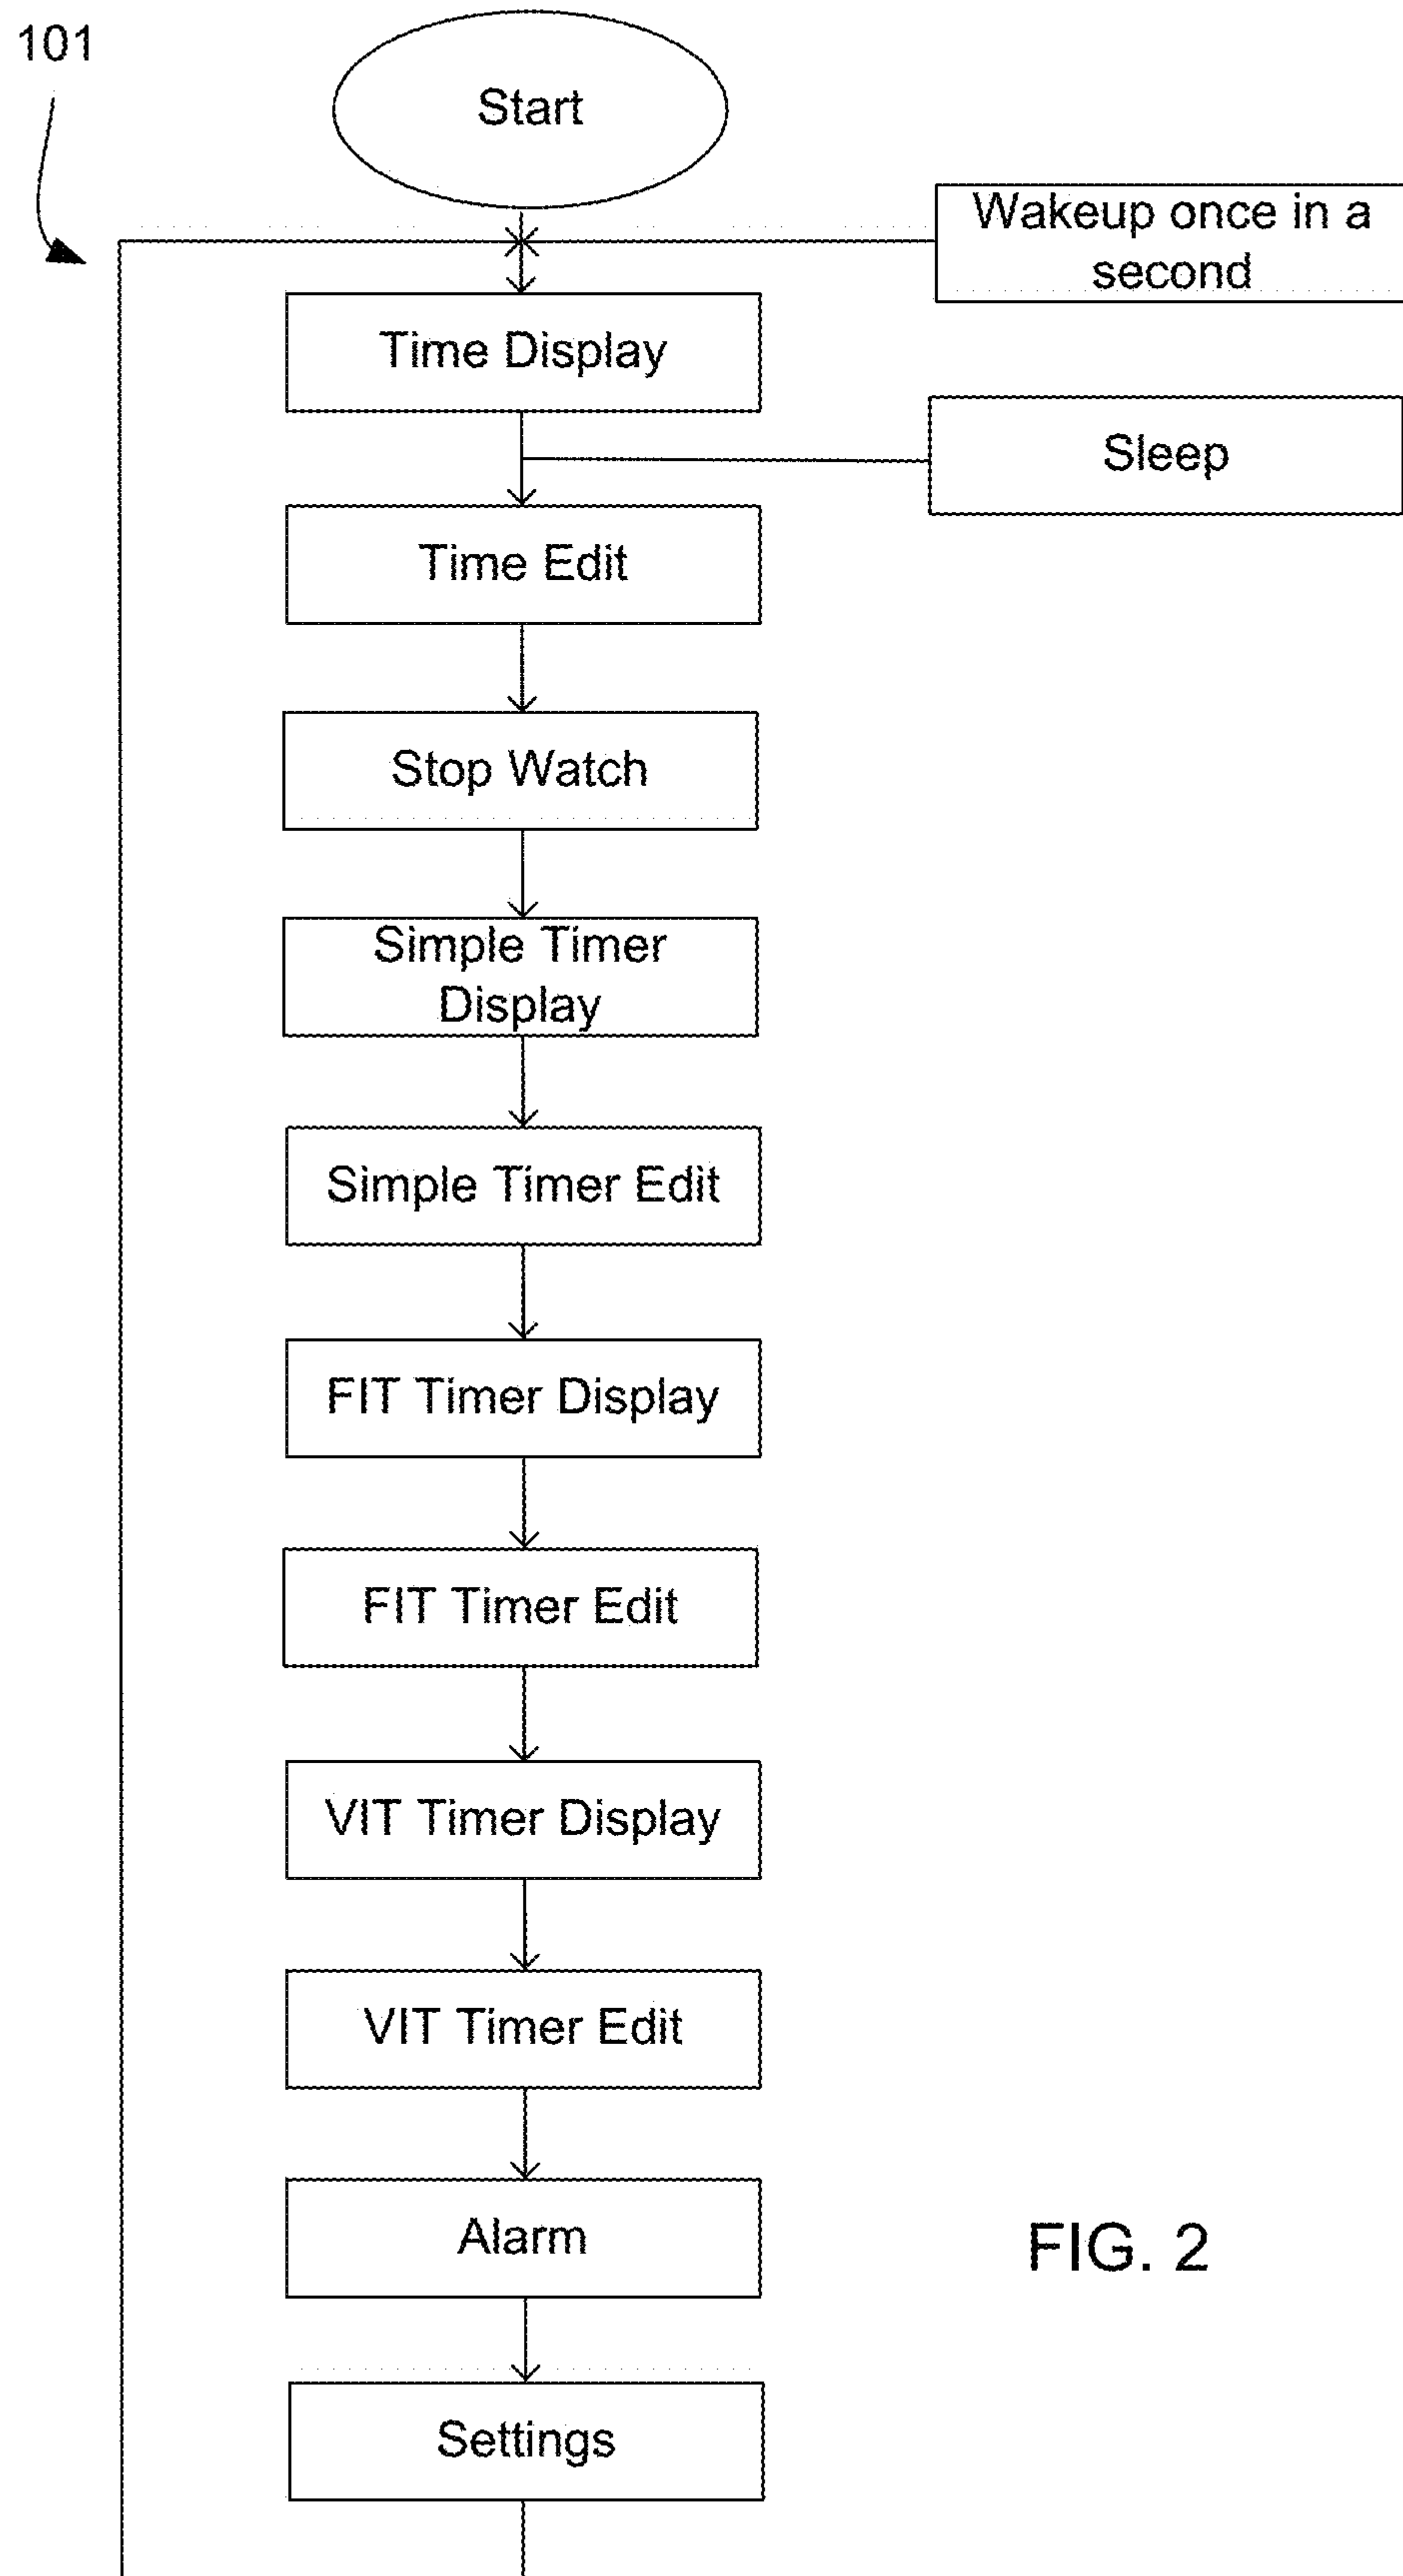 101
Start
Wakeup once in a
second
Time Display
Sleep
Time Edit
Stop Watch
Simple Timer
Display
Simple Timer Edit
FIT Timer Display
FIT Timer Edit
VIT Timer Display
VIT Timer Edit
Alarm
FIG. 2
Settings